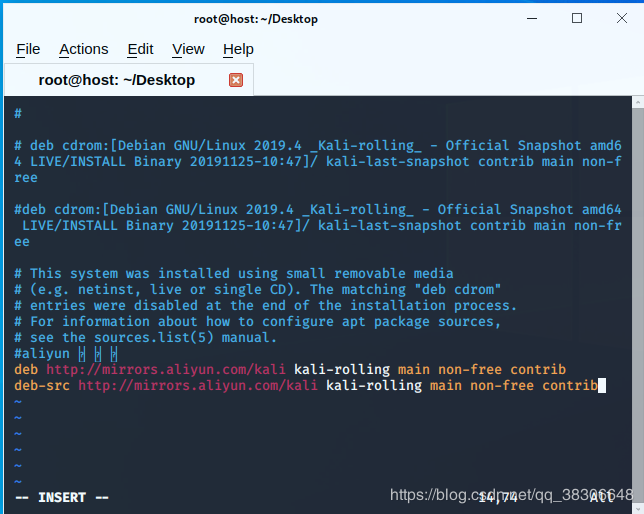 root@host: ~/Desktop
File Actions Edit View Help
root@host: ~/Desktop
#
# deb cdrom:[Debian GNU/Linux 2019.4 _Kali-rolling_ - Official Snapshot amd6
4 LIVE/INSTALL Binary 20191125-10:47]/ kali-last-snapshot contrib main non-f
ree
#deb cdrom:[Debian GNU/Linux 2019.4 _Kali-rolling_ - Official Snapshot amd64
 LIVE/INSTALL Binary 20191125-10:47]/ kali-last-snapshot contrib main non-fr
ee
# This system was installed using small removable media
# (e.g. netinst, live or single CD). The matching "deb cdrom"
# entries were disabled at the end of the installation process.
# For information about how to configure apt package sources,
# see the sources.list(5) manual.
#aliyun
deb http://mirrors.aliyun.com/kali kali-rolling main non-free contrib
deb-src http://mirrors.aliyun.com/kali kali-rolling main non-free contrib
~
~
~
~
~
~
-- INSERT -- 14,74 All
https://blog.csdn.net/qq_38306648